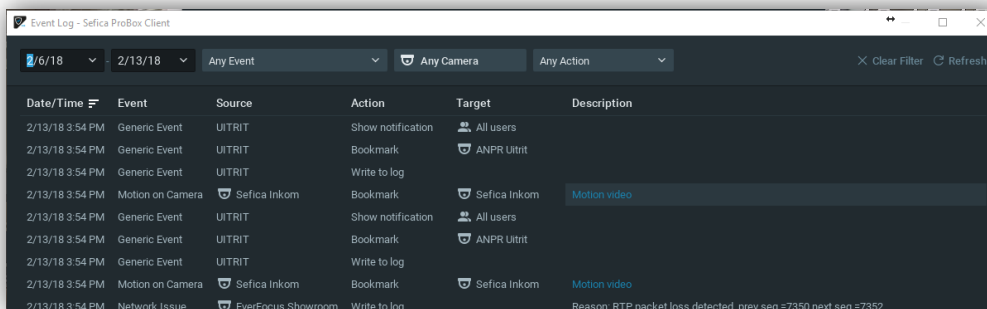 Event Log - Sefica ProBox Client
2/6/18 - 2/13/18 Any Event Any Camera Any Action Clear Filter Refresh
Date/Time Event Source Action Target Description
2/13/18 3:54 PM Generic Event UITRIT Show notification All users
2/13/18 3:54 PM Generic Event UITRIT Bookmark ANPR Uitrit
2/13/18 3:54 PM Generic Event UITRIT Write to log
2/13/18 3:54 PM Motion on Camera Sefica Inkom Bookmark Sefica Inkom Motion video
2/13/18 3:54 PM Generic Event UITRIT Show notification All users
2/13/18 3:54 PM Generic Event UITRIT Bookmark ANPR Uitrit
2/13/18 3:54 PM Generic Event UITRIT Write to log
2/13/18 3:54 PM Motion on Camera Sefica Inkom Bookmark Sefica Inkom Motion video
2/13/18 3:54 PM Network Issue EverFocus Showroom Write to log Reason: RTP packet loss detected, prev seq =7350 next seq =7352